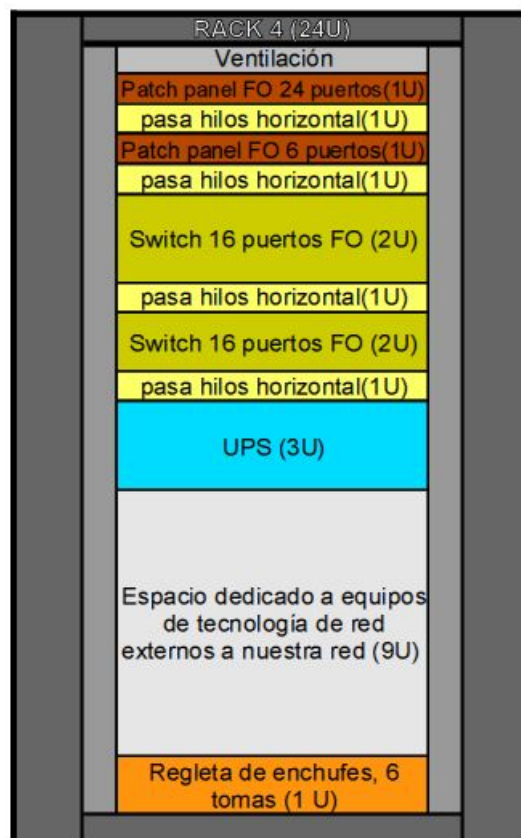 RACK 4 (24U)
Ventilación
Patch panel FO 24 puertos(1U)
pasa hilos horizontal(1U)
Patch panel FO 6 puertos(1U)
pasa hilos horizontal(1U)
Switch 16 puertos FO (2U)
pasa hilos horizontal(1U)
Switch 16 puertos FO (2U)
pasa hilos horizontal(1U)
UPS (3U)
Espacio dedicado a equipos
de tecnología de red
externos a nuestra red (9U)
Regleta de enchufes, 6
tomas (1 U)